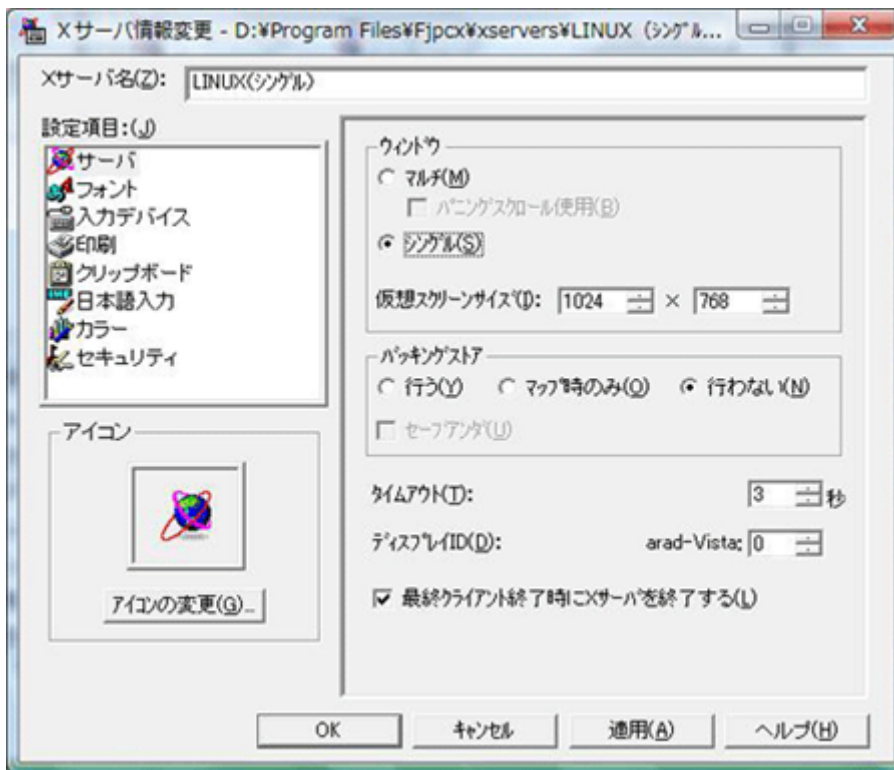 Xサーバ情報変更 - D:¥Program Files¥Fjpcx¥xservers¥LINUX (ｼﾝｸﾞﾙ...
Xサーバ名(Z): LINUX(ｼﾝｸﾞﾙ)
設定項目:(J)
サーバ
フォント
入力デバイス
印刷
クリップボード
日本語入力
カラー
セキュリティ
アイコン
ｱｲｺﾝの変更(G)...
ｳｨﾝﾄﾞｳ
ﾏﾙﾁ(M)
ﾊﾟﾆﾝｸﾞｽｸﾛｰﾙ使用(B)
ｼﾝｸﾞﾙ(S)
仮想ｽｸﾘｰﾝｻｲｽﾞ(I): 1024 × 768
ﾊﾞｯｷﾝｸﾞｽﾄｱ
行う(Y) ﾏｯﾌﾟ時のみ(O) 行わない(N)
ｾｰﾌﾞｱﾝﾀﾞ(U)
ﾀｲﾑｱｳﾄ(T): 3 秒
ﾃﾞｨｽﾌﾟﾚｲID(D): arad-Vista: 0
最終ｸﾗｲｱﾝﾄ終了時にXｻｰﾊﾞを終了する(L)
OK ｷｬﾝｾﾙ 適用(A) ヘルプ(H)